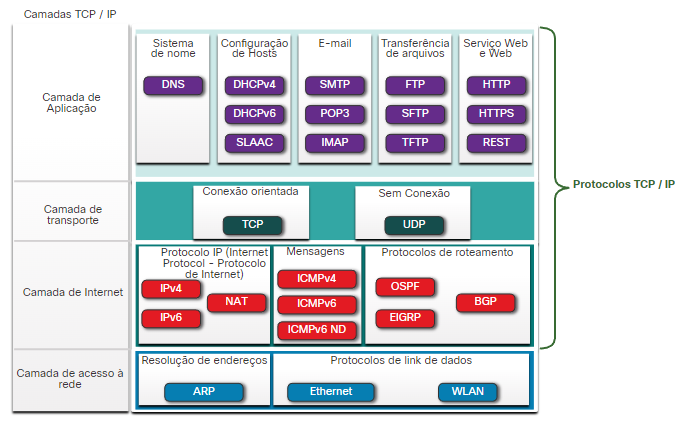 Camadas TCP / IP
Camada de
Aplicação
Sistema
de nome
DNS
Configuração
de Hosts
DHCPv4
DHCPv6
SLAAC
E-mail
SMTP
POP3
IMAP
Transferência
de arquivos
FTP
SFTP
TFTP
Serviço Web
e Web
HTTP
HTTPS
REST
Protocolos TCP / IP
Camada de
transporte
Conexão orientada
TCP
Sem Conexão
UDP
Camada de Internet
Protocolo IP (Internet
Protocol - Protocolo
de Internet)
IPv4
IPv6
NAT
Mensagens
ICMPv4
ICMPv6
ICMPv6 ND
Protocolos de roteamento
OSPF
EIGRP
BGP
Camada de acesso à
rede
Resolução de endereços
ARP
Protocolos de link de dados
Ethernet
WLAN